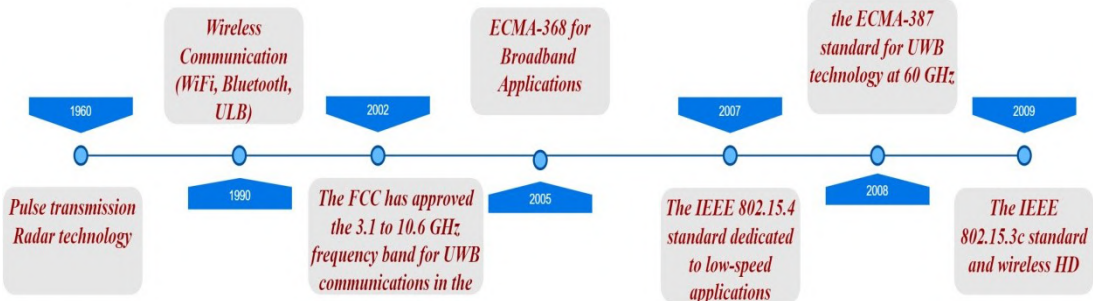 1960
Pulse transmission
Radar technology
Wireless
Communication
(WiFi, Bluetooth,
ULB)
1990
2002
The FCC has approved
the 3.1 to 10.6 GHz
frequency band for UWB
communications in the
ECMA-368 for
Broadband
Applications
2005
2007
The IEEE 802.15.4
standard dedicated
to low-speed
applications
the ECMA-387
standard for UWB
technology at 60 GHz
2008
2009
The IEEE
802.15.3c standard
and wireless HD